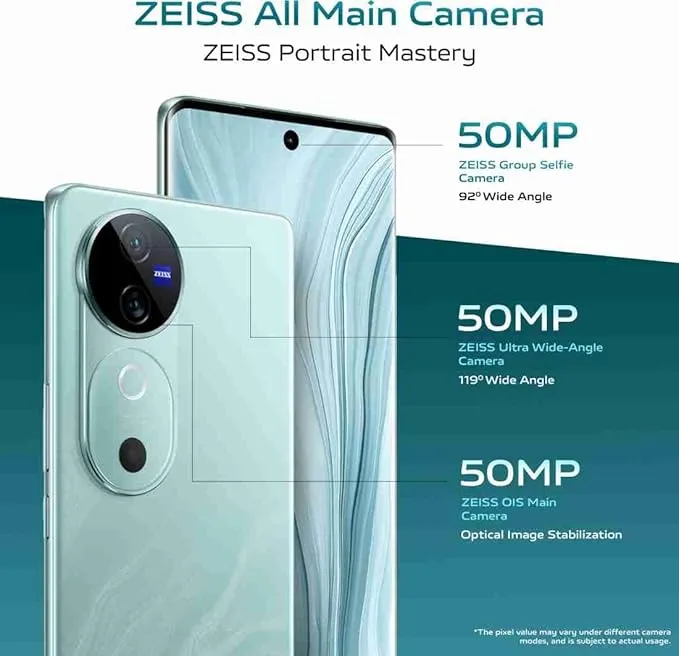 ZEISS All Main Camera
ZEISS Portrait Mastery
50MP
ZEISS Group Selfie
Camera
92º Wide Angle
ZEISS
50MP
ZEISS Ultra Wide-Angle
Camera
119º Wide Angle
50MP
ZEISS OIS Main
Camera
Optical Image Stabilization
*The pixel value may vary under different camera
modes, and is subject to actual usage.